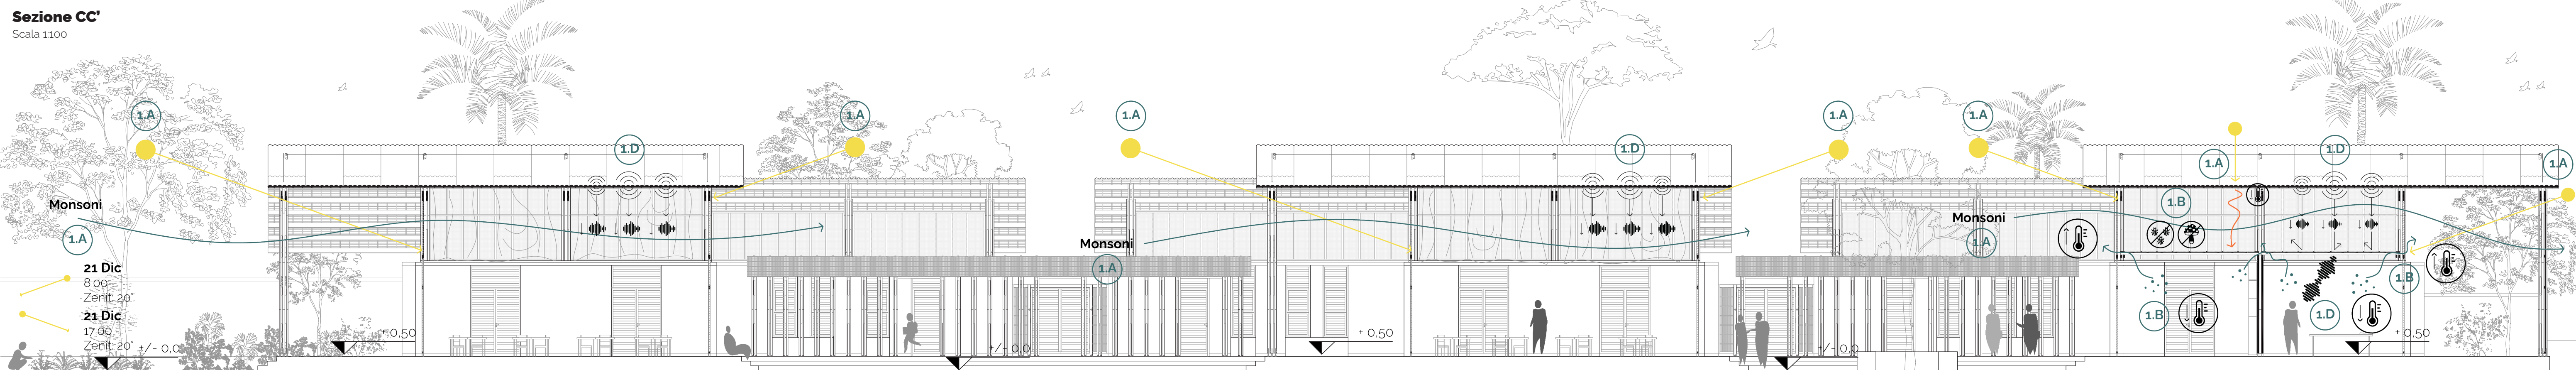 Sezione CC'
Scala 1:100
1.A
1.A
1.A
1.A
1.A
1.D
1.D
1.A
1.D
1.A
Monsoni
1.A
1.B
Monsoni
1.A
Monsoni
1.A
21 Dic
8.00
Zenit: 20°
21 Dic
17.00
Zenit: 20°
1.B
1.B
1.D
+/- 0,0
+ 0,50
+/- 0,0
+ 0,50
+/- 0,0
+ 0,50